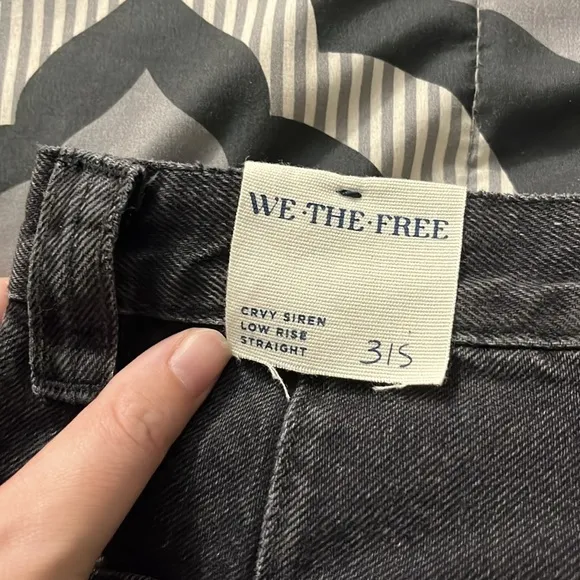 WE·THE·FREE
CRVY SIREN
LOW RISE
STRAIGHT
31S